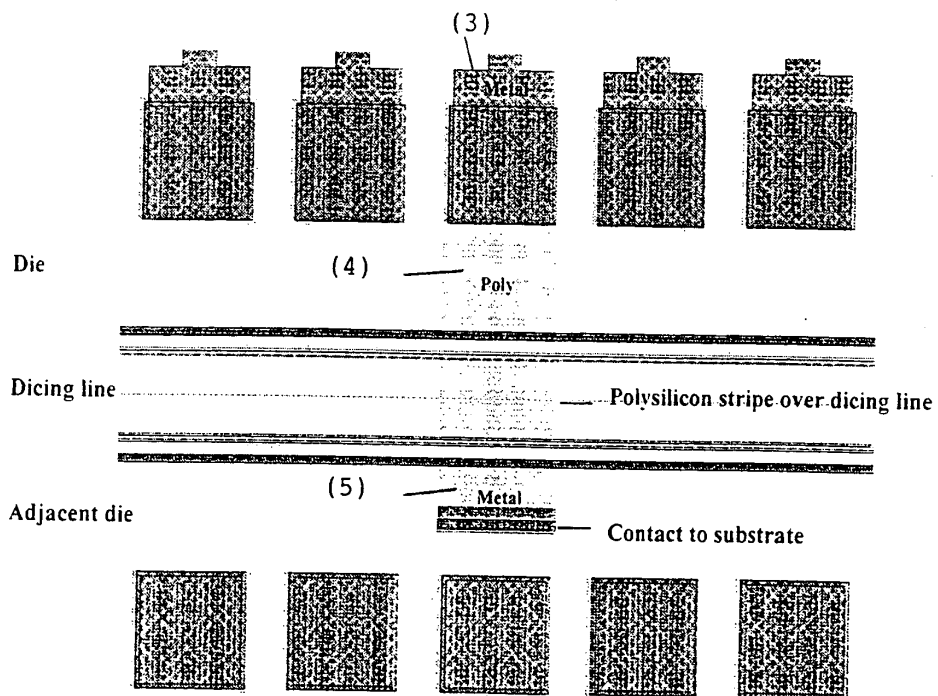 (3)
Metal
Die
(4)
Poly
Dicing line
Polysilicon stripe over dicing line
(5)
Metal
Adjacent die
Contact to substrate